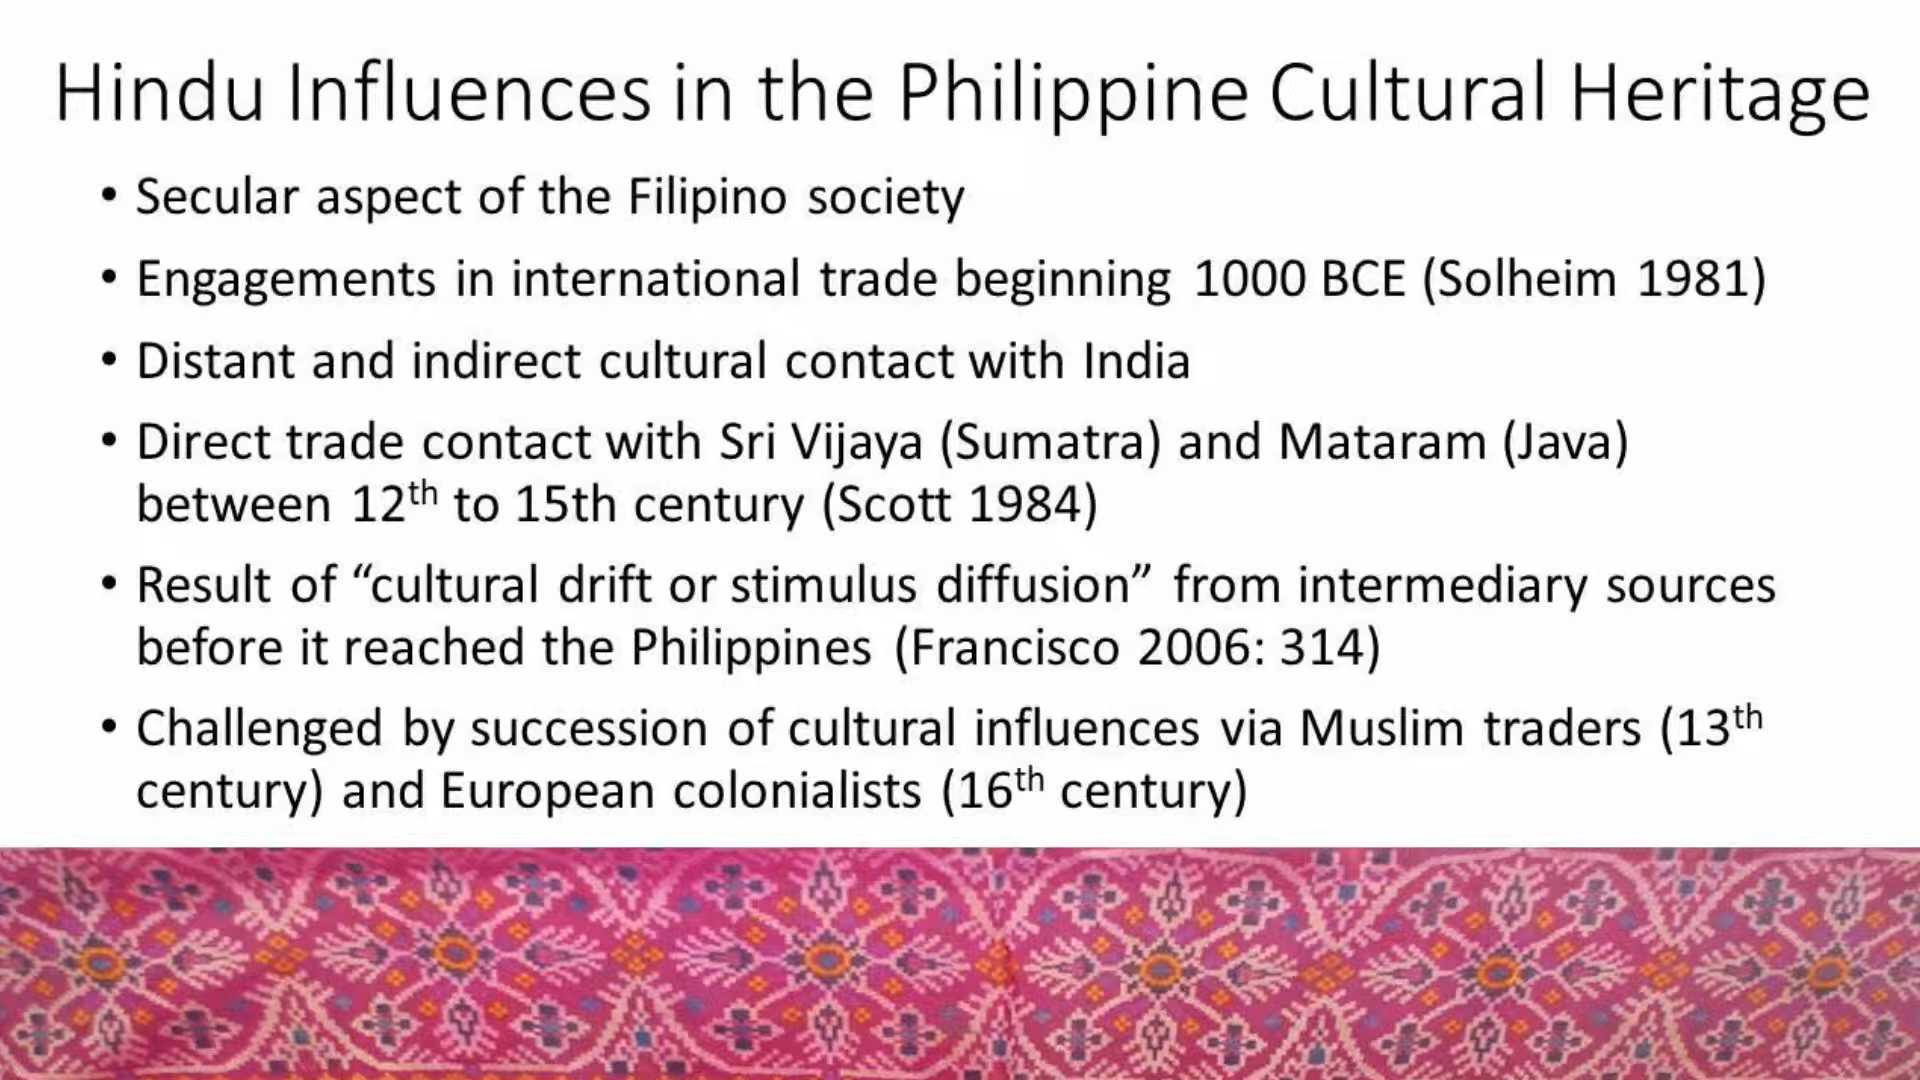 Hindu Influences in the Philippine Cultural Heritage
• Secular aspect of the Filipino society
• Engagements in international trade beginning 1000 BCE (Solheim 1981)
• Distant and indirect cultural contact with India
• Direct trade contact with Sri Vijaya (Sumatra) and Mataram (Java)
between 12th to 15th century (Scott 1984)
• Result of “cultural drift or stimulus diffusion” from intermediary sources
before it reached the Philippines (Francisco 2006: 314)
• Challenged by succession of cultural influences via Muslim traders (13th
century) and European colonialists (16th century)